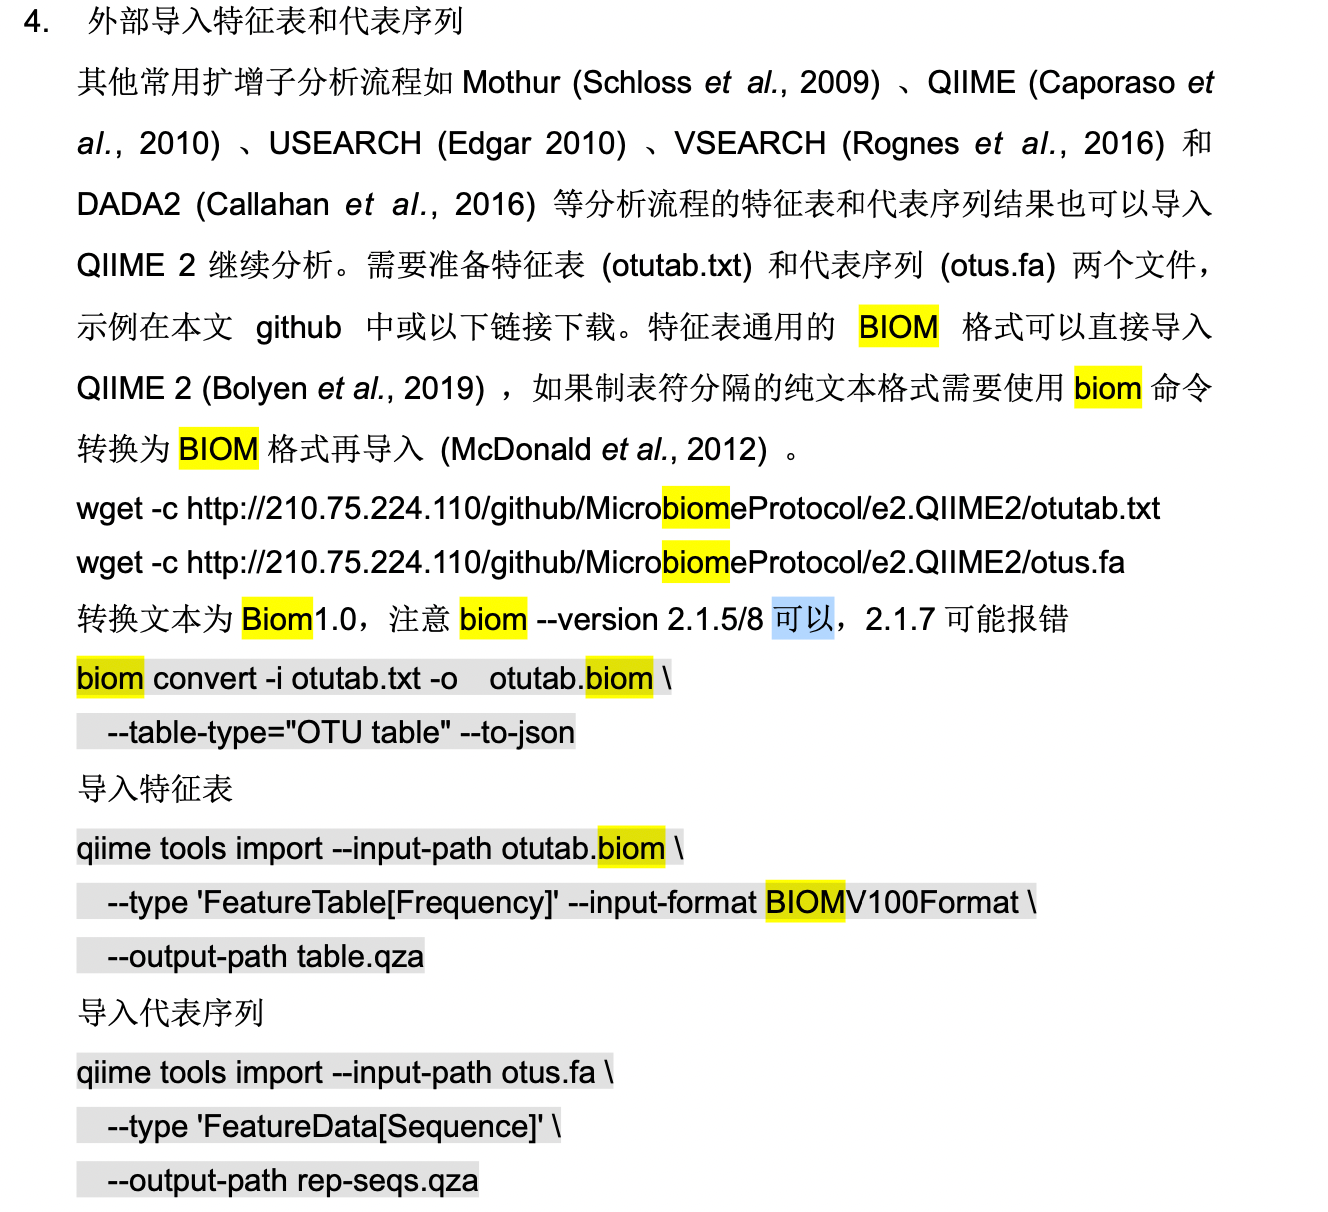 4. 外部导入特征表和代表序列
其他常用扩增子分析流程如 Mothur (Schloss et al., 2009) 、QIIME (Caporaso et
al., 2010) 、USEARCH (Edgar 2010) 、VSEARCH (Rognes et al., 2016) 和
DADA2 (Callahan et al., 2016) 等分析流程的特征表和代表序列结果也可以导入
QIIME 2 继续分析。需要准备特征表 (otutab.txt) 和代表序列 (otus.fa) 两个文件，
示例在本文 github 中或以下链接下载。特征表通用的 BIOM 格式可以直接导入
QIIME 2 (Bolyen et al., 2019) ，如果制表符分隔的纯文本格式需要使用 biom 命令
转换为 BIOM 格式再导入 (McDonald et al., 2012) 。
wget -c http://210.75.224.110/github/MicrobiomeProtocol/e2.QIIME2/otutab.txt
wget -c http://210.75.224.110/github/MicrobiomeProtocol/e2.QIIME2/otus.fa
转换文本为 Biom1.0，注意 biom --version 2.1.5/8 可以，2.1.7 可能报错
biom convert -i otutab.txt -o otutab.biom \
--table-type="OTU table" --to-json
导入特征表
qiime tools import --input-path otutab.biom \
--type 'FeatureTable[Frequency]' --input-format BIOMV100Format \
--output-path table.qza
导入代表序列
qiime tools import --input-path otus.fa \
--type 'FeatureData[Sequence]' \
--output-path rep-seqs.qza